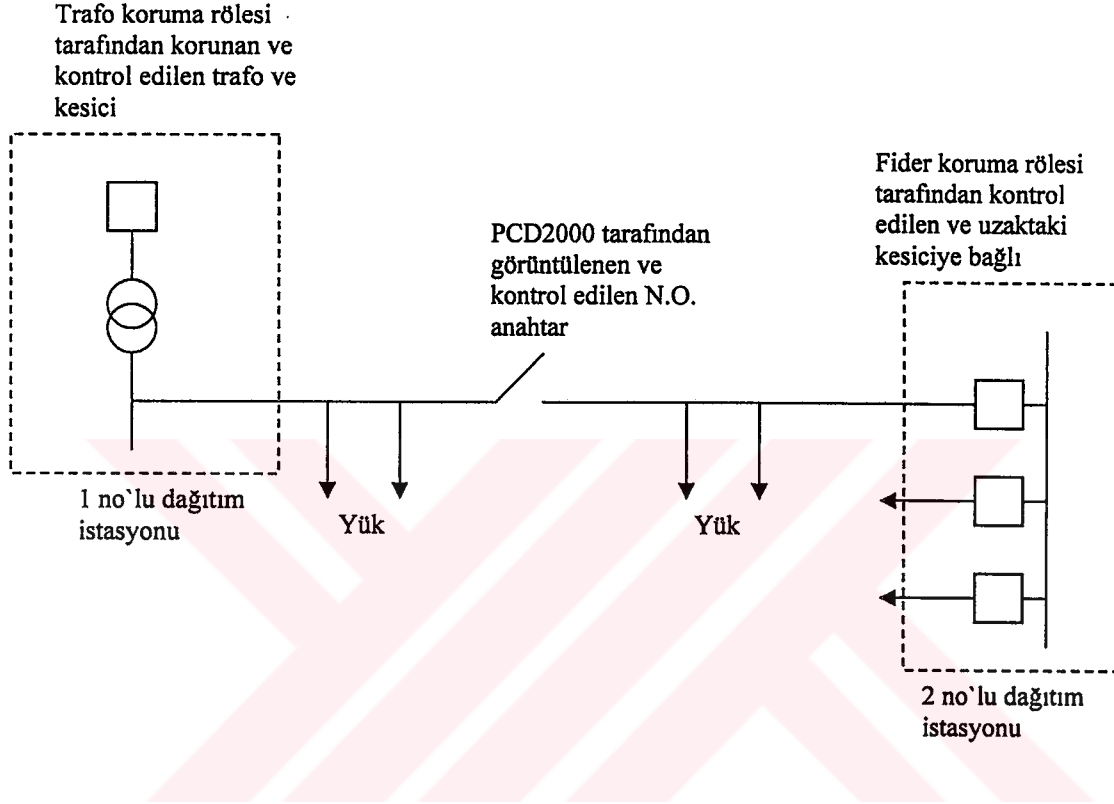 Trafo koruma rölesi
tarafından korunan ve
kontrol edilen trafo ve
kesici
Fider koruma rölesi
tarafından kontrol
edilen ve uzaktaki
kesiciye bağlı
PCD2000 tarafından
görüntülenen ve
kontrol edilen N.O.
anahtar
1 no`lu dağıtım
istasyonu
Yük
Yük
2 no`lu dağıtım
istasyonu